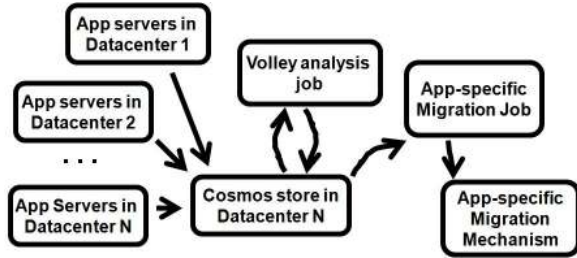 App servers in
Datacenter 1
App servers in
Datacenter 2
. . .
App Servers in
Datacenter N
Volley analysis
job
Cosmos store in
Datacenter N
App-specific
Migration Job
App-specific
Migration
Mechanism